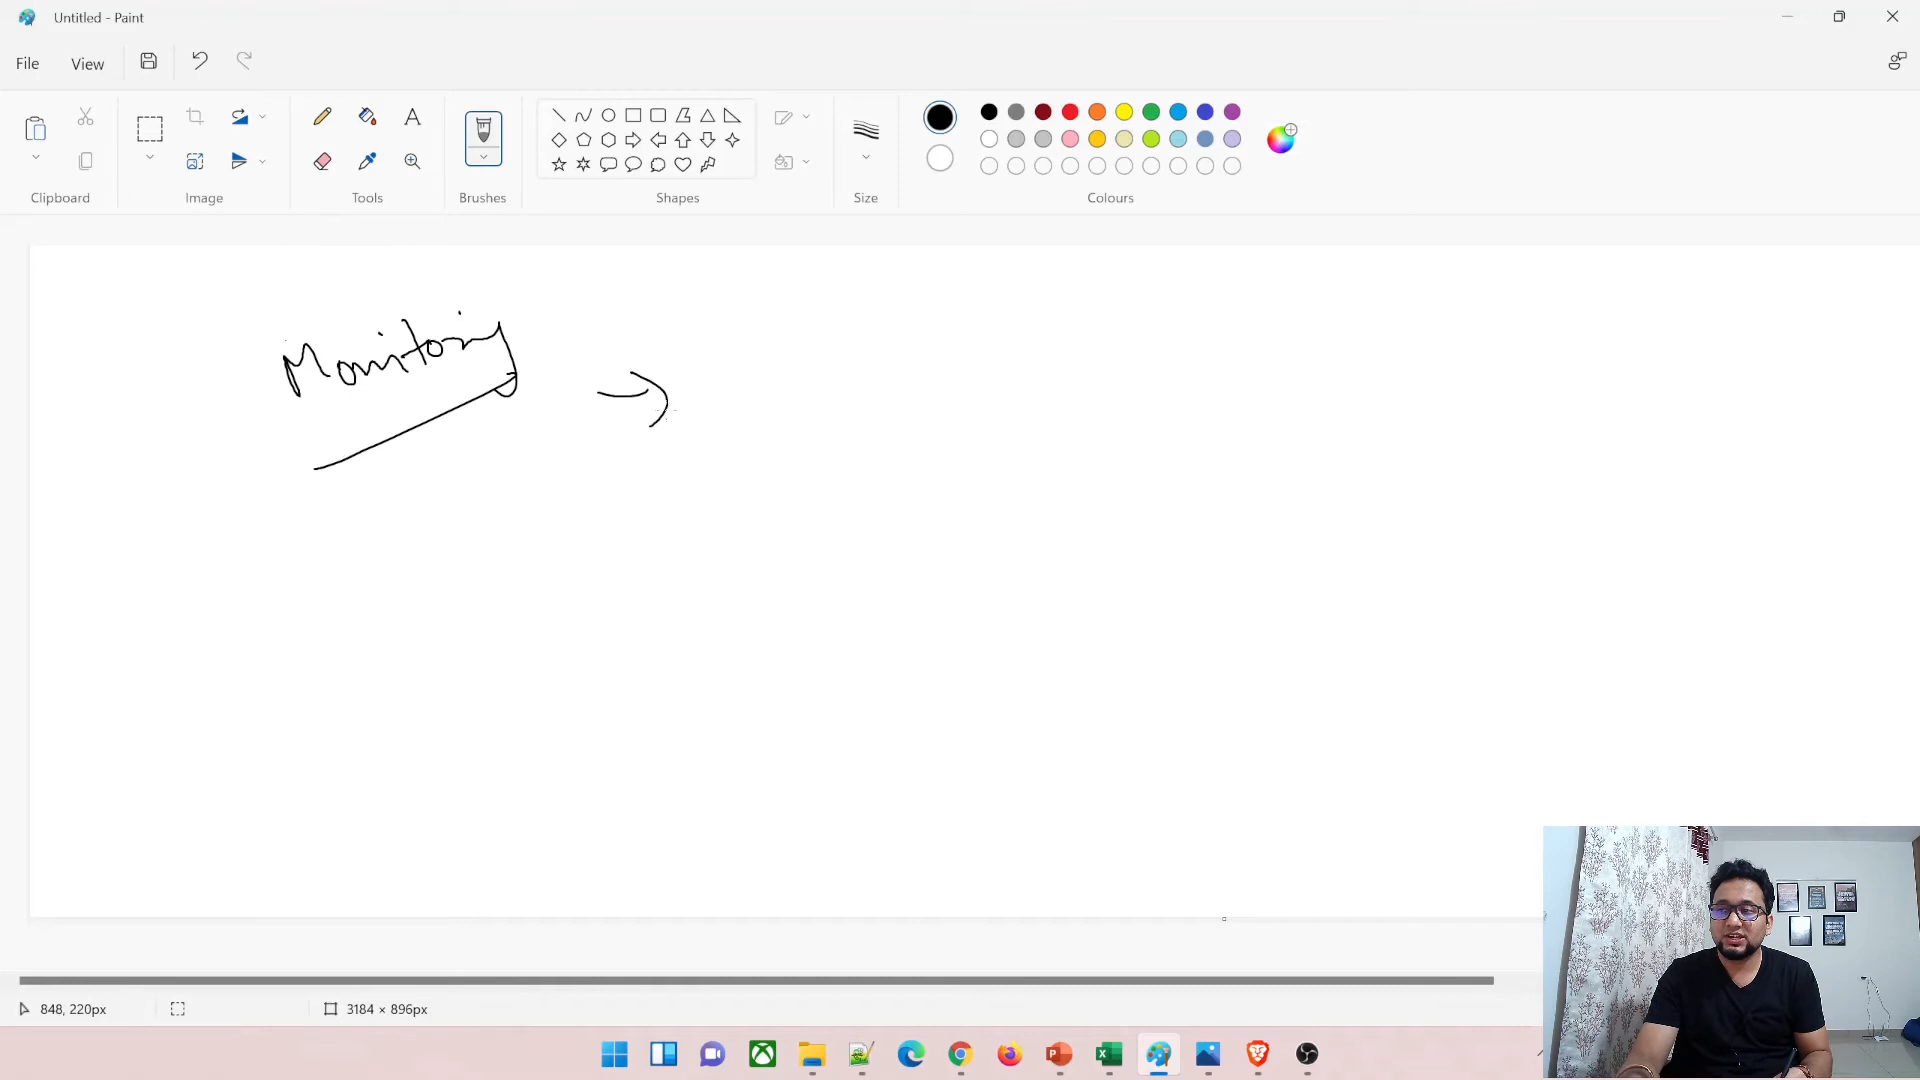 Untitled - Paint
File
View
Clipboard
Image
Tools
Brushes
Shapes
Size
Colours
Monitoring
848, 220px
3184 × 896px